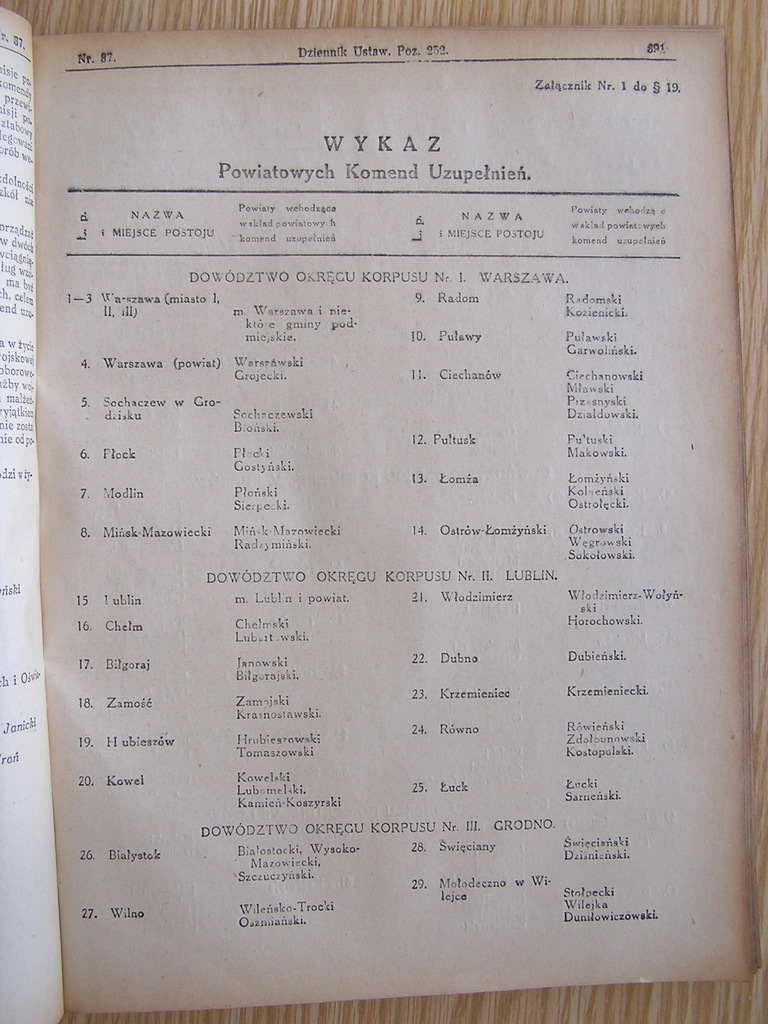 Nr. 87.
Dziennik Ustaw. Poz. 252.
891
Załącznik Nr. 1 do § 19.
WYKAZ
Powiatowych Komend Uzupełnień.
L. p.
NAZWA
i MIEJSCE POSTOJU
Powiaty wchodzące
w skład powiatowy h
komend uzupełnień
L. p.
NAZWA
i MIEJSCE POSTOJU
Powiaty wchodzą e
w skład powiatowych
komend uzupełnień
DOWÓDZTWO OKRĘGU KORPUSU Nr. I. WARSZAWA.
1—3 Warszawa (miasto I,
II, III)
m. Warszawa i nie-
któ e gminy pod-
miejskie.
4. Warszawa (powiat)
Warszawski
Grojecki.
5. Sochaczew w Gro-
dzisku
Sochaczewski
Błoński.
6. Płock
Płocki
Gostyński.
7. Modlin
Płoński
Sierpecki.
8. Mińsk-Mazowiecki
Mińsk-Mazowiecki
Radzymiński.
9. Radom
Radomski
Kozienicki.
10. Puławy
Puławski
Garwoliński.
11. Ciechanów
Ciechanowski
Mławski
Przasnyski
Działdowski.
12. Pułtusk
Pułtuski
Makowski.
13. Łomża
Łomżyński
Kolneński
Ostrołęcki.
14. Ostrów-Łomżyński
Ostrowski
Węgrowski
Sokołowski.
DOWÓDZTWO OKRĘGU KORPUSU Nr. II. LUBLIN.
15 Lublin
m. Lublin i powiat.
16. Chełm
Chełmski
Lubart wski.
17. Biłgoraj
Janowski
Biłgorajski.
18. Zamość
Zamojski
Krasnostawski.
19. H ubieszów
Hrubieszowski
Tomaszowski
20. Kowel
Kowelski
Lubomelski.
Kamień-Koszyrski
21. Włodzimierz
Włodzimierz-Wołyń-
ski
Horochowski.
22. Dubno
Dubieński.
23. Krzemieniec
Krzemieniecki.
24. Równo
Rówieński
Zdołbunowski
Kostopolski.
25. Łuck
Łucki
Sarneński.
DOWÓDZTWO OKRĘGU KORPUSU Nr. III. GRODNO.
26. Białystok
Białostocki, Wysoko-
Mazowiecki,
Szczuczyński.
27. Wilno
Wileńsko-Trocki
Oszmiański.
28. Święciany
Święciański
Dziśnieński.
29. Mołodeczno w Wi-
lejce
Stołpecki
Wilejka
Duniłowiczowski.